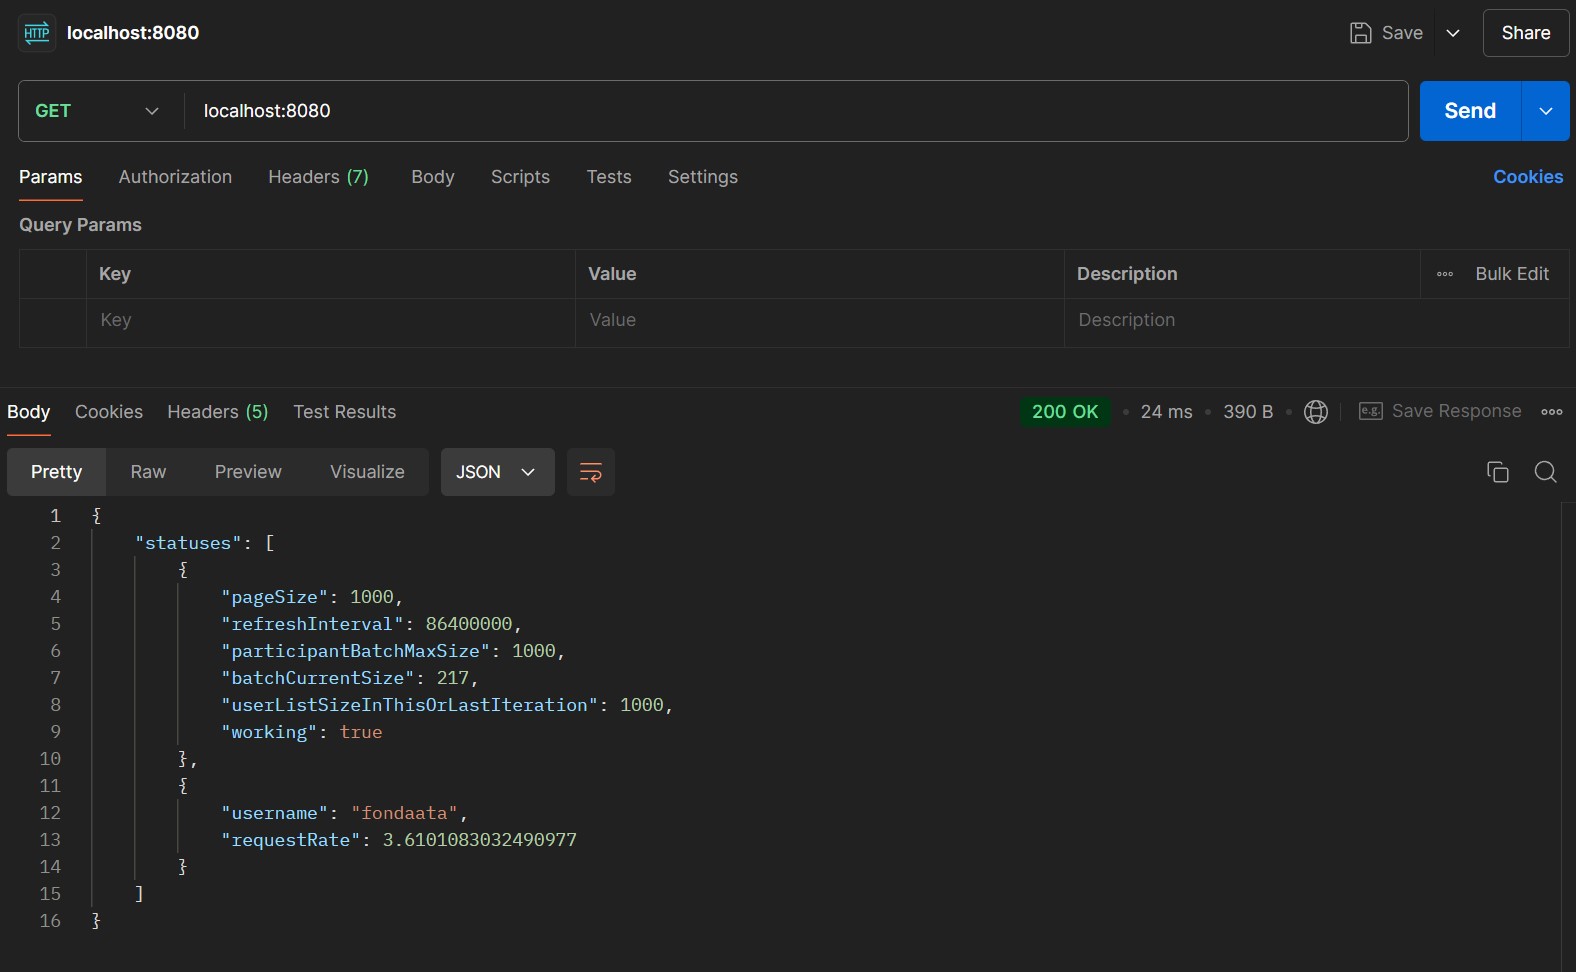 HTTP localhost:8080 Save Share
GET localhost:8080 Send
Params Authorization Headers (7) Body Scripts Tests Settings Cookies
Query Params
Key Value Description Bulk Edit
Key Value Description
Body Cookies Headers (5) Test Results 200 OK 24 ms 390 B e.g. Save Response
Pretty Raw Preview Visualize JSON
1 {
2 "statuses": [
3 {
4 "pageSize": 1000,
5 "refreshInterval": 86400000,
6 "participantBatchMaxSize": 1000,
7 "batchCurrentSize": 217,
8 "userListSizeInThisOrLastIteration": 1000,
9 "working": true
10 },
11 {
12 "username": "fondaata",
13 "requestRate": 3.6101083032490977
14 }
15 ]
16 }